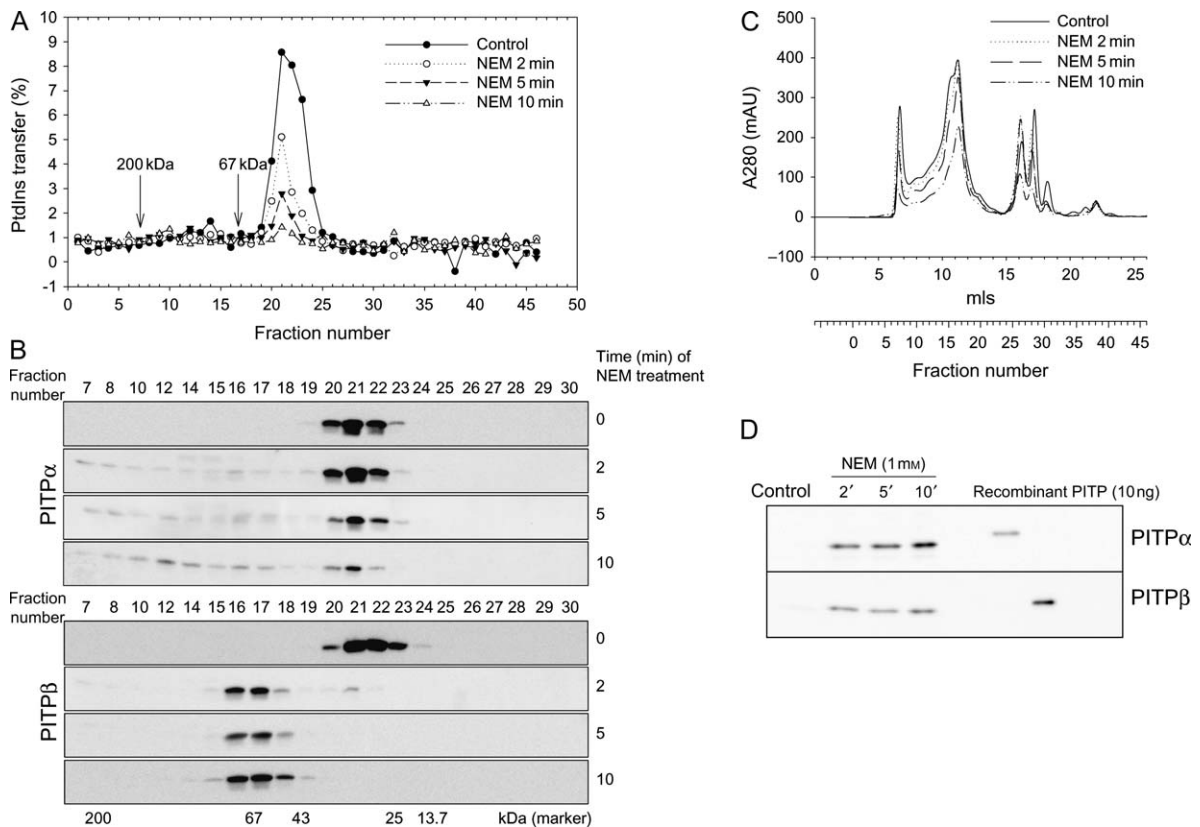 A
PtdIns transfer (%)
10
9
8
7
6
5
4
3
2
1
0
-1
Control
NEM 2 min
NEM 5 min
NEM 10 min
200 kDa
67 kDa
0 5 10 15 20 25 30 35 40 45 50
Fraction number
B
Fraction number
7 8 10 12 14 15 16 17 18 19 20 21 22 23 24 25 26 27 28 29 30
Time (min) of NEM treatment
PITPα
0
2
5
10
Fraction number
7 8 10 12 14 15 16 17 18 19 20 21 22 23 24 25 26 27 28 29 30
PITPβ
0
2
5
10
200 67 43 25 13.7 kDa (marker)
C
A280 (mAU)
500
400
300
200
100
0
−100
Control
NEM 2 min
NEM 5 min
NEM 10 min
0 5 10 15 20 26
mls
0 5 10 15 20 25 30 35 40 45
Fraction number
D
NEM (1 mM)
Control 2′ 5′ 10′ Recombinant PITP (10 ng)
PITPα
PITPβ